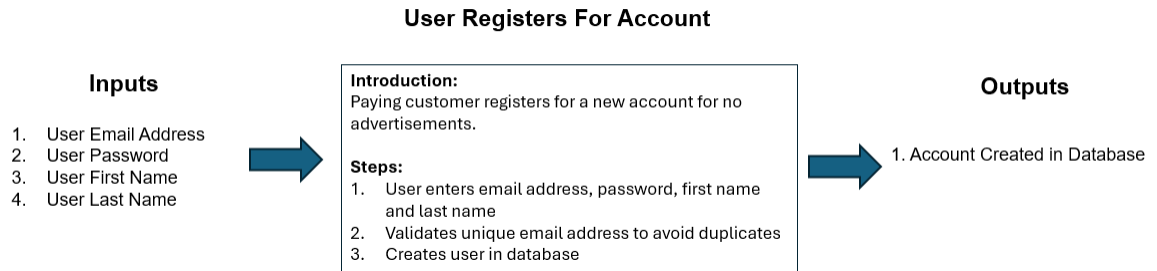 User Registers For Account
Inputs
1. User Email Address
2. User Password
3. User First Name
4. User Last Name
Introduction:
Paying customer registers for a new account for no
advertisements.
Steps:
1. User enters email address, password, first name
and last name
2. Validates unique email address to avoid duplicates
3. Creates user in database
Outputs
1. Account Created in Database